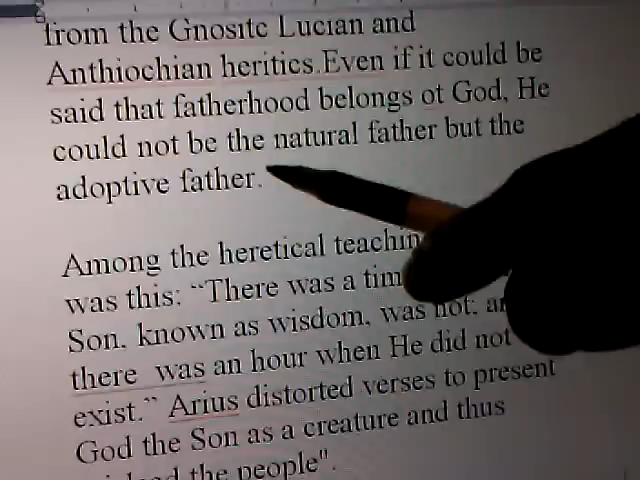 from the Gnositc Lucian and
Anthiochian heritics.Even if it could be
said that fatherhood belongs ot God, He
could not be the natural father but the
adoptive father.
Among the heretical teachin
was this: “There was a tim
Son, known as wisdom, was not; a
there was an hour when He did not
exist.” Arius distorted verses to present
God the Son as a creature and thus
the people".